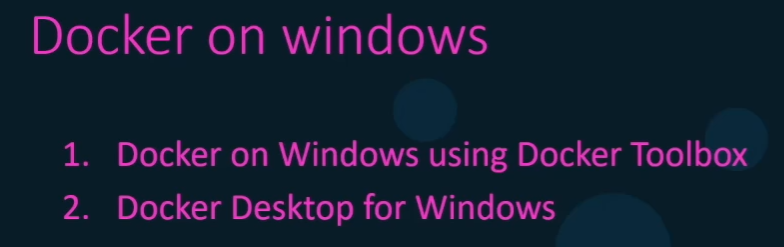 Docker on windows
1. Docker on Windows using Docker Toolbox
2. Docker Desktop for Windows